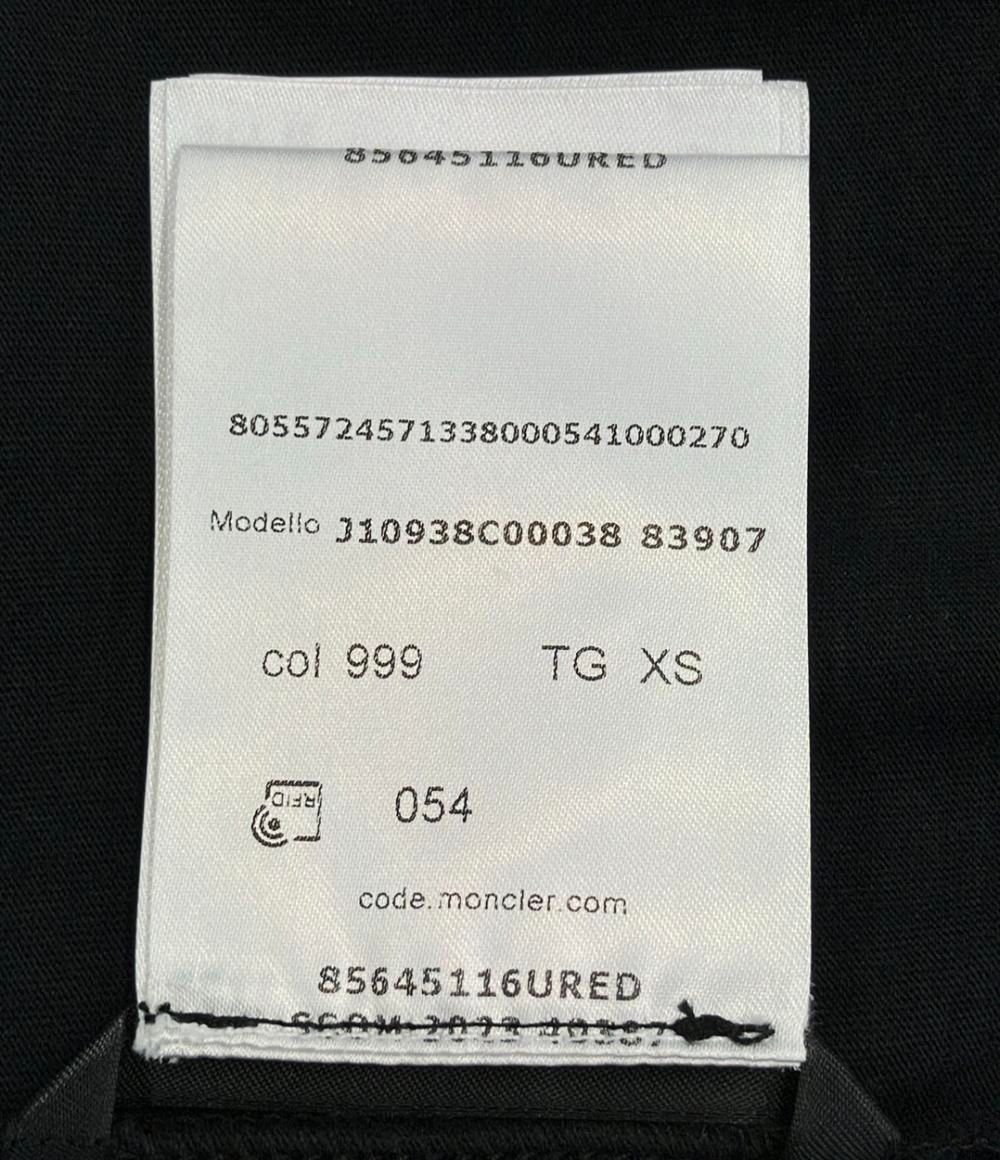 85645116URED
8055724571338000541000270
Modello J10938C00038 83907
col 999 TG XS
RFID 054
code.moncler.com
85645116URED